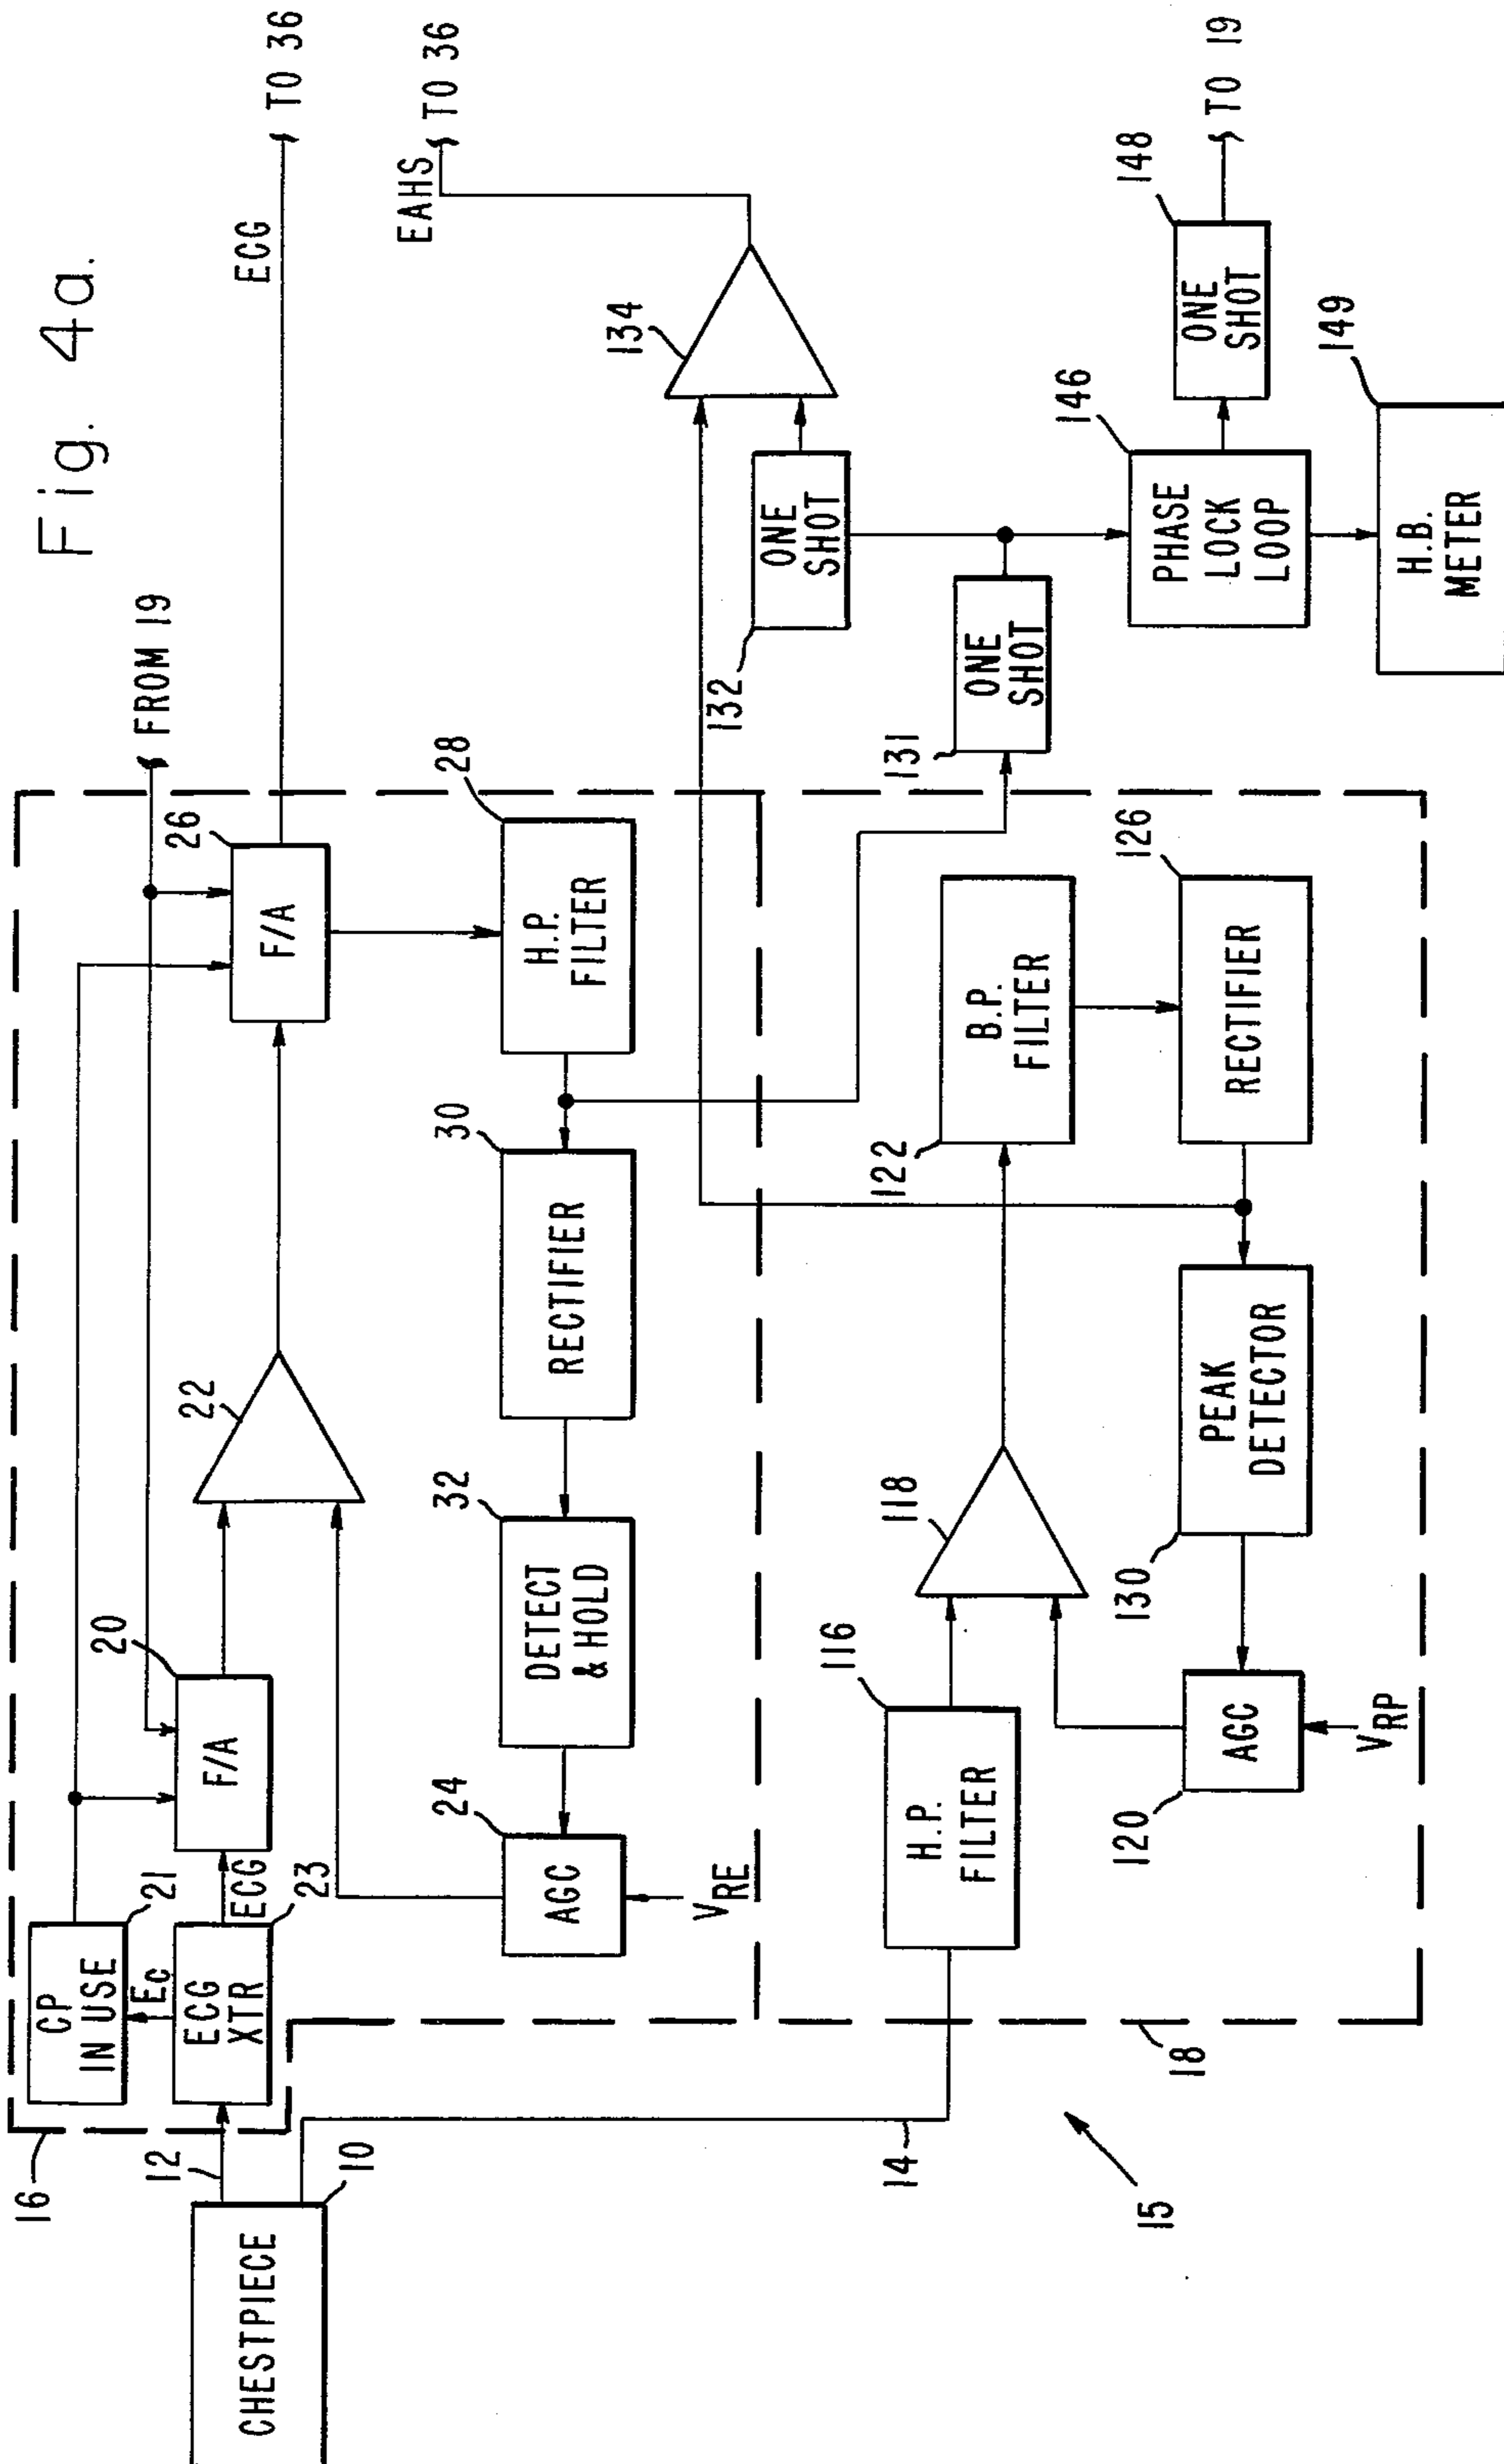 Fig. 4a.
CHESTPIECE
10
12
14
15
16
18
CP
IN USE
21
EC
ECG
XTR
23
ECG
F/A
20
22
F/A
26
FROM 19
ECG
TO 36
H.P.
FILTER
28
RECTIFIER
30
DETECT
& HOLD
32
AGC
24
VRE
H.P.
FILTER
116
118
B.P.
FILTER
122
RECTIFIER
126
PEAK
DETECTOR
130
AGC
120
VRP
ONE
SHOT
131
ONE
SHOT
132
134
EAHS
TO 36
PHASE
LOCK
LOOP
146
ONE
SHOT
148
TO 19
H.B.
METER
149